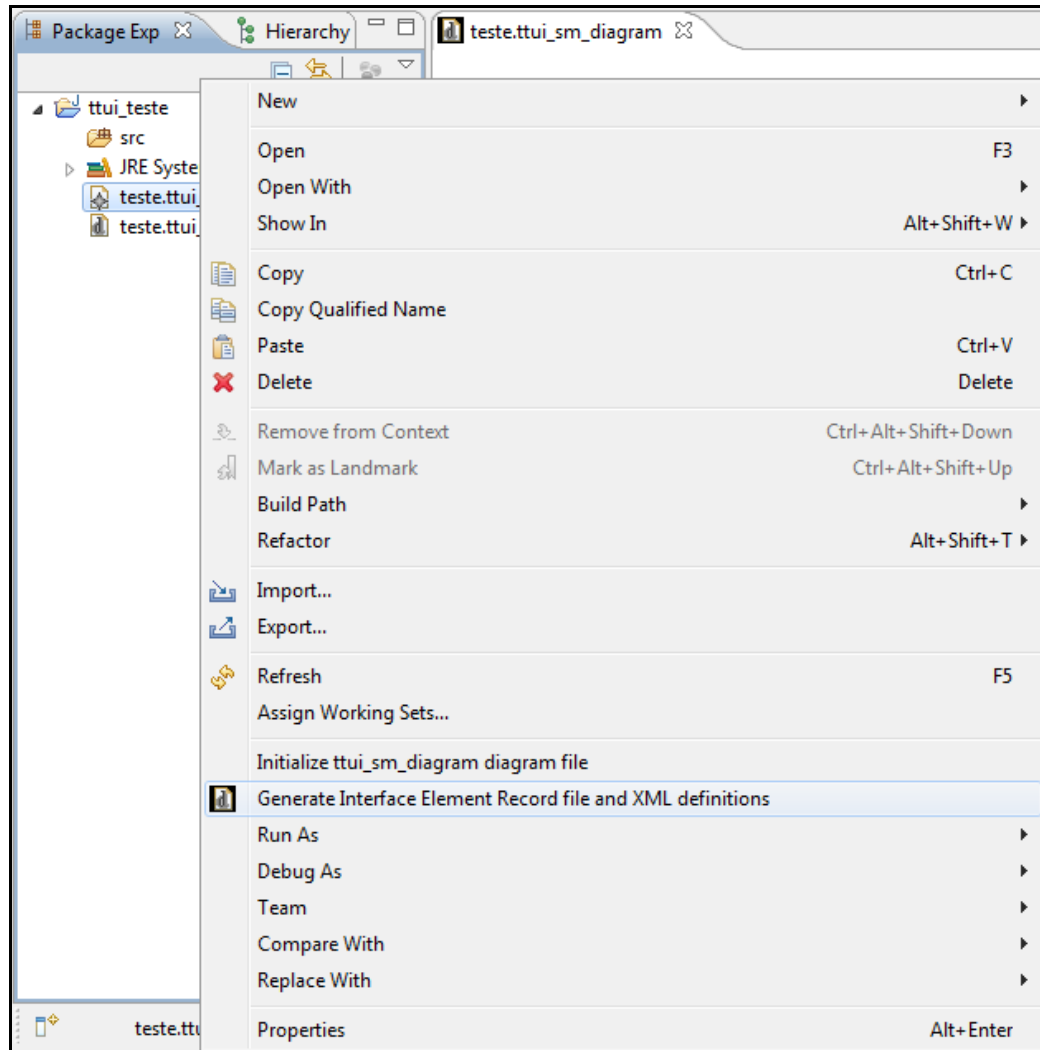 Package Exp Hierarchy teste.ttui_sm_diagram
ttui_teste
src
JRE Syste
teste.ttui_
teste.ttui_
New
Open F3
Open With
Show In Alt+Shift+W
Copy Ctrl+C
Copy Qualified Name
Paste Ctrl+V
Delete Delete
Remove from Context Ctrl+Alt+Shift+Down
Mark as Landmark Ctrl+Alt+Shift+Up
Build Path
Refactor Alt+Shift+T
Import...
Export...
Refresh F5
Assign Working Sets...
Initialize ttui_sm_diagram diagram file
Generate Interface Element Record file and XML definitions
Run As
Debug As
Team
Compare With
Replace With
Properties Alt+Enter
teste.ttu